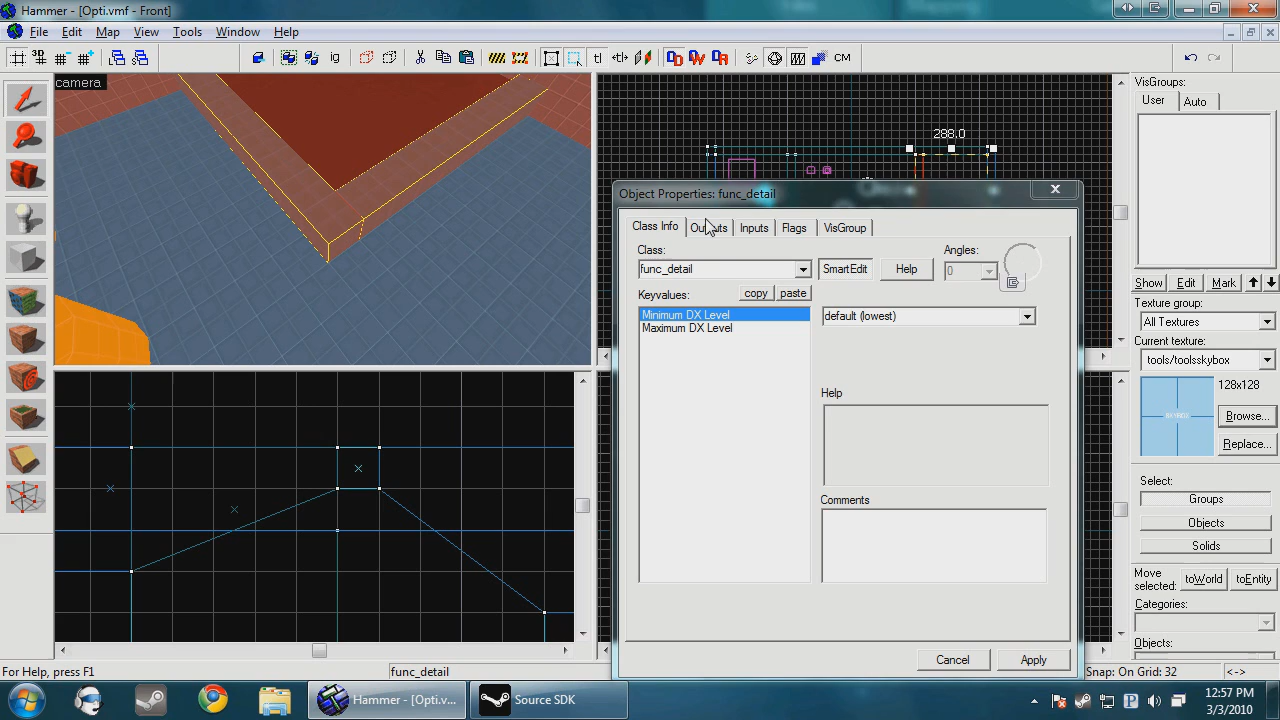 Hammer - [Opti.vmf - Front]
File Edit Map View Tools Window Help
3D
ig
tl
CM
camera
288.0
Object Properties: func_detail
Class Info Outputs Inputs Flags VisGroup
Class:
func_detail
SmartEdit
Help
Angles:
0
Keyvalues:
copy paste
Minimum DX Level
Maximum DX Level
default (lowest)
Help
Comments
Cancel
Apply
VisGroups:
User Auto
Show Edit Mark
Texture group:
All Textures
Current texture:
tools/toolsskybox
128x128
Browse...
Replace...
Select:
Groups
Objects
Solids
Move
selected:
toWorld
toEntity
Categories:
Objects:
For Help, press F1
func_detail
Snap: On Grid: 32
<->
Hammer - [Opti.v...
Source SDK
12:57 PM
3/3/2010